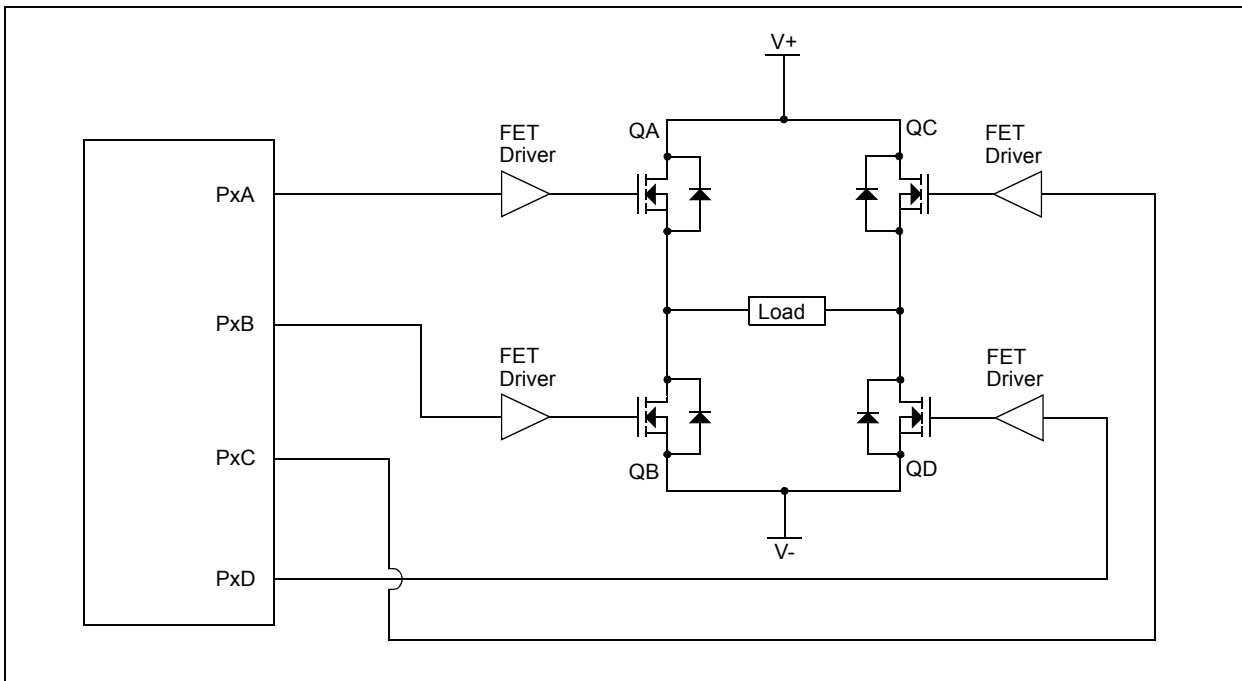 V+
QA
QC
FET
Driver
FET
Driver
PxA
Load
PxB
FET
Driver
FET
Driver
PxC
QB
QD
V-
PxD